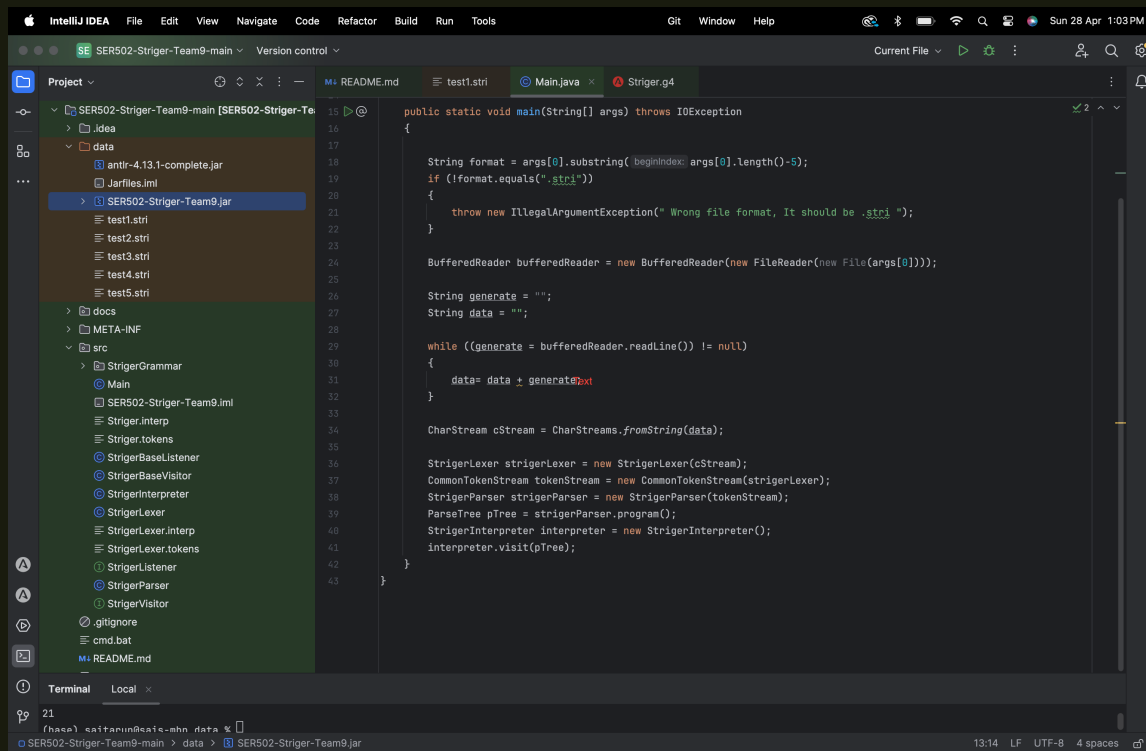 IntelliJ IDEA File Edit View Navigate Code Refactor Build Run Tools Git Window Help Sun 28 Apr 1:03 PM
SE SER502-Striger-Team9-main Version control Current File
Project
M↓ README.md test1.stri Main.java × Striger.g4
SER502-Striger-Team9-main [SER502-Striger-Te
.idea
data
antlr-4.13.1-complete.jar
Jarfiles.iml
SER502-Striger-Team9.jar
test1.stri
test2.stri
test3.stri
test4.stri
test5.stri
docs
META-INF
src
StrigerGrammar
Main
SER502-Striger-Team9.iml
Striger.interp
Striger.tokens
StrigerBaseListener
StrigerBaseVisitor
StrigerInterpreter
StrigerLexer
StrigerLexer.interp
StrigerLexer.tokens
StrigerListener
StrigerParser
StrigerVisitor
.gitignore
cmd.bat
M↓ README.md
2
15 public static void main(String[] args) throws IOException
16 {
17
18 String format = args[0].substring( beginIndex: args[0].length()-5);
19 if (!format.equals(".stri"))
20 {
21 throw new IllegalArgumentException(" Wrong file format, It should be .stri ");
22 }
23
24 BufferedReader bufferedReader = new BufferedReader(new FileReader(new File(args[0])));
25
26 String generate = "";
27 String data = "";
28
29 while ((generate = bufferedReader.readLine()) != null)
30 {
31 data= data + generate; Text
32 }
33
34 CharStream cStream = CharStreams.fromString(data);
35
36 StrigerLexer strigerLexer = new StrigerLexer(cStream);
37 CommonTokenStream tokenStream = new CommonTokenStream(strigerLexer);
38 StrigerParser strigerParser = new StrigerParser(tokenStream);
39 ParseTree pTree = strigerParser.program();
40 StrigerInterpreter interpreter = new StrigerInterpreter();
41 interpreter.visit(pTree);
42 }
43 }
Terminal Local ×
21
(base) saitarun@sais-mbp data %
SER502-Striger-Team9-main > data > SER502-Striger-Team9.jar 13:14 LF UTF-8 4 spaces